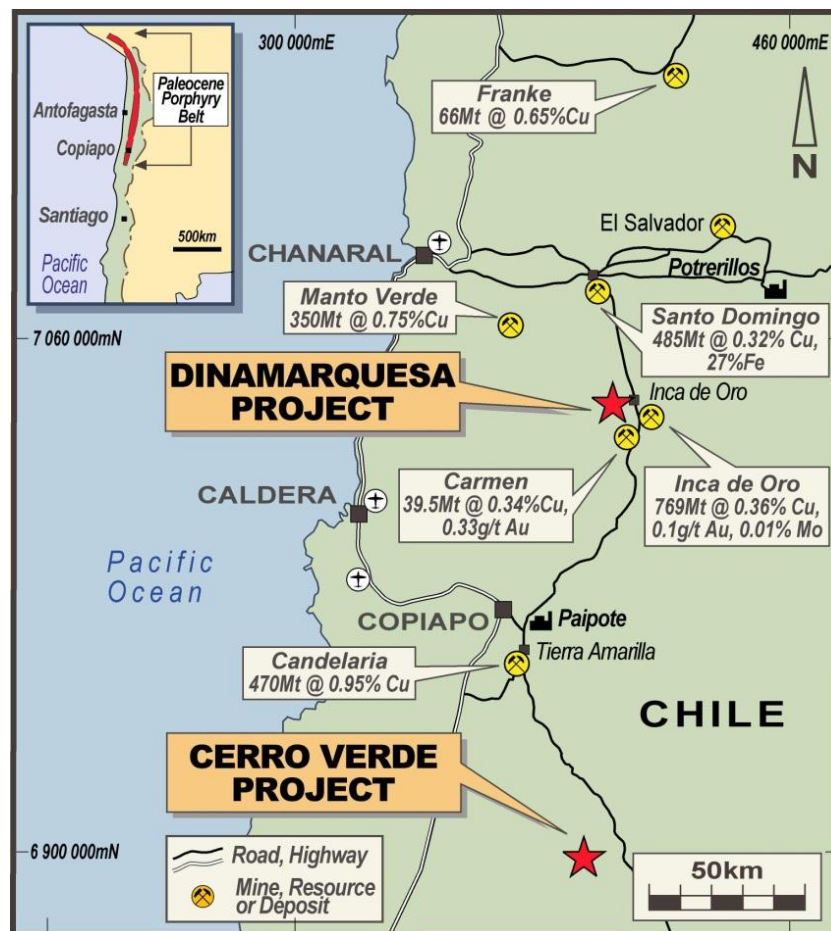 300 000mE
460 000mE
Paleocene
Porphyry
Belt
Antofagasta
Copiapo
Santiago
500km
Pacific
Ocean
Franke
66Mt @ 0.65%Cu
N
El Salvador
CHANARAL
Potrerillos
Manto Verde
350Mt @ 0.75%Cu
Santo Domingo
485Mt @ 0.32% Cu,
27%Fe
7 060 000mN
DINAMARQUESA
PROJECT
Inca de Oro
Carmen
39.5Mt @ 0.34%Cu,
0.33g/t Au
Inca de Oro
769Mt @ 0.36% Cu,
0.1g/t Au, 0.01% Mo
CALDERA
Pacific
Ocean
COPIAPO
Paipote
Tierra Amarilla
Candelaria
470Mt @ 0.95% Cu
CHILE
CERRO VERDE
PROJECT
6 900 000mN
Road, Highway
Mine, Resource
or Deposit
50km